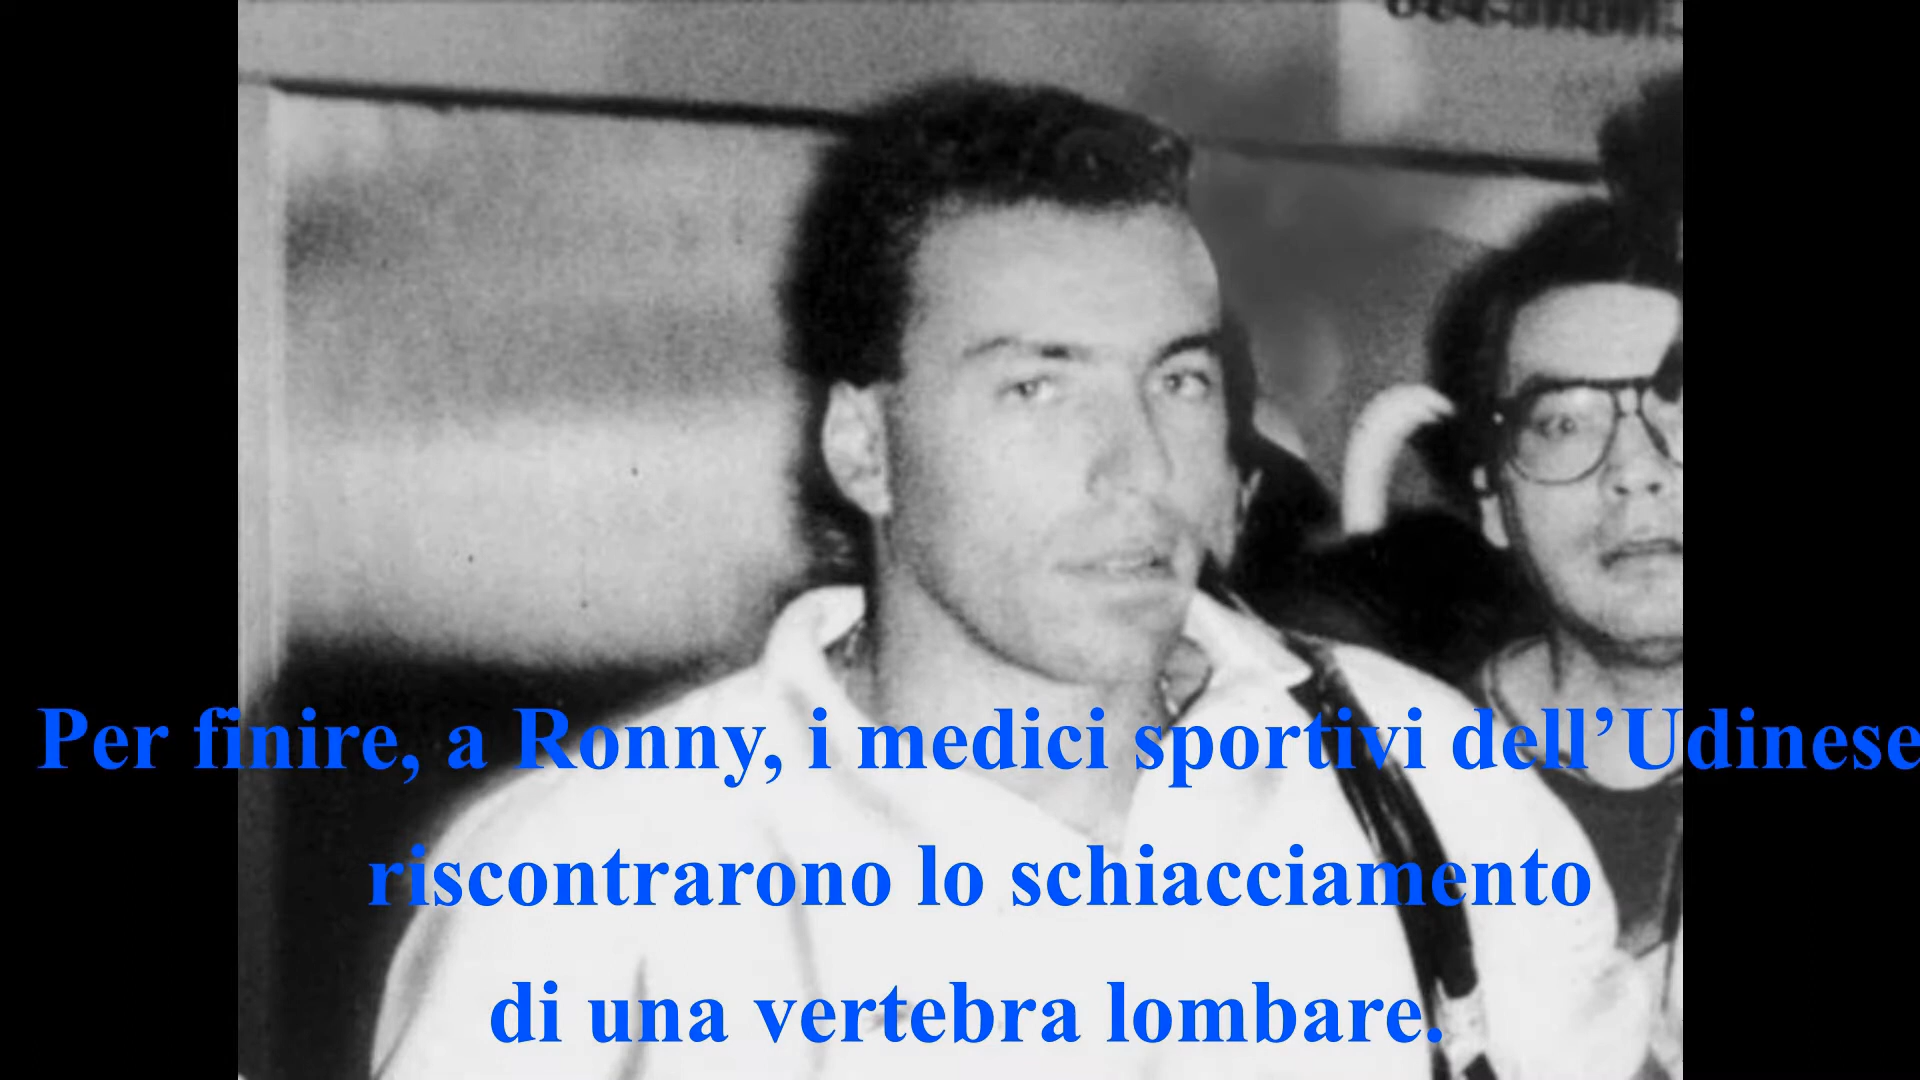 Per finire, a Ronny, i medici sportivi dell’Udinese
riscontrarono lo schiacciamento
di una vertebra lombare.